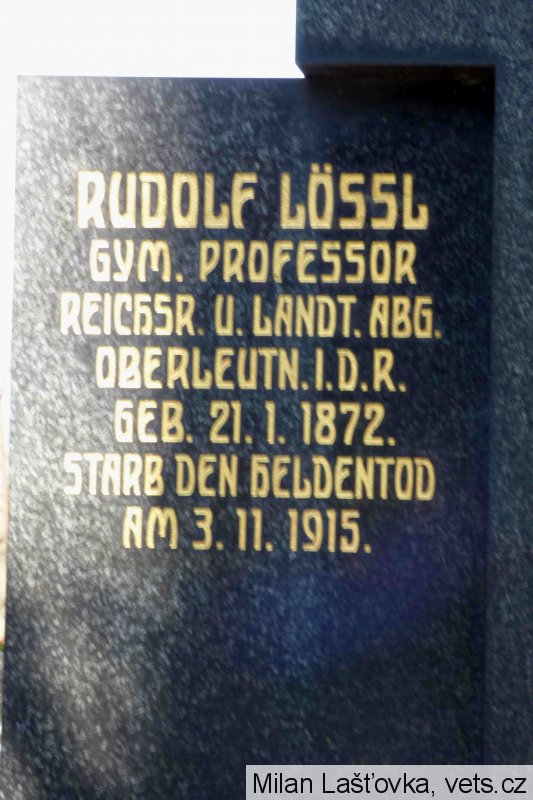 RUDOLF LÖSSL
GYM. PROFESSOR
REICHSR. U. LANDT. ABG.
OBERLEUTN. I. D. R.
GEB. 21. 1. 1872.
STARB DEN HELDENTOD
AM 3. 11. 1915.
Milan Lašťovka, vets.cz